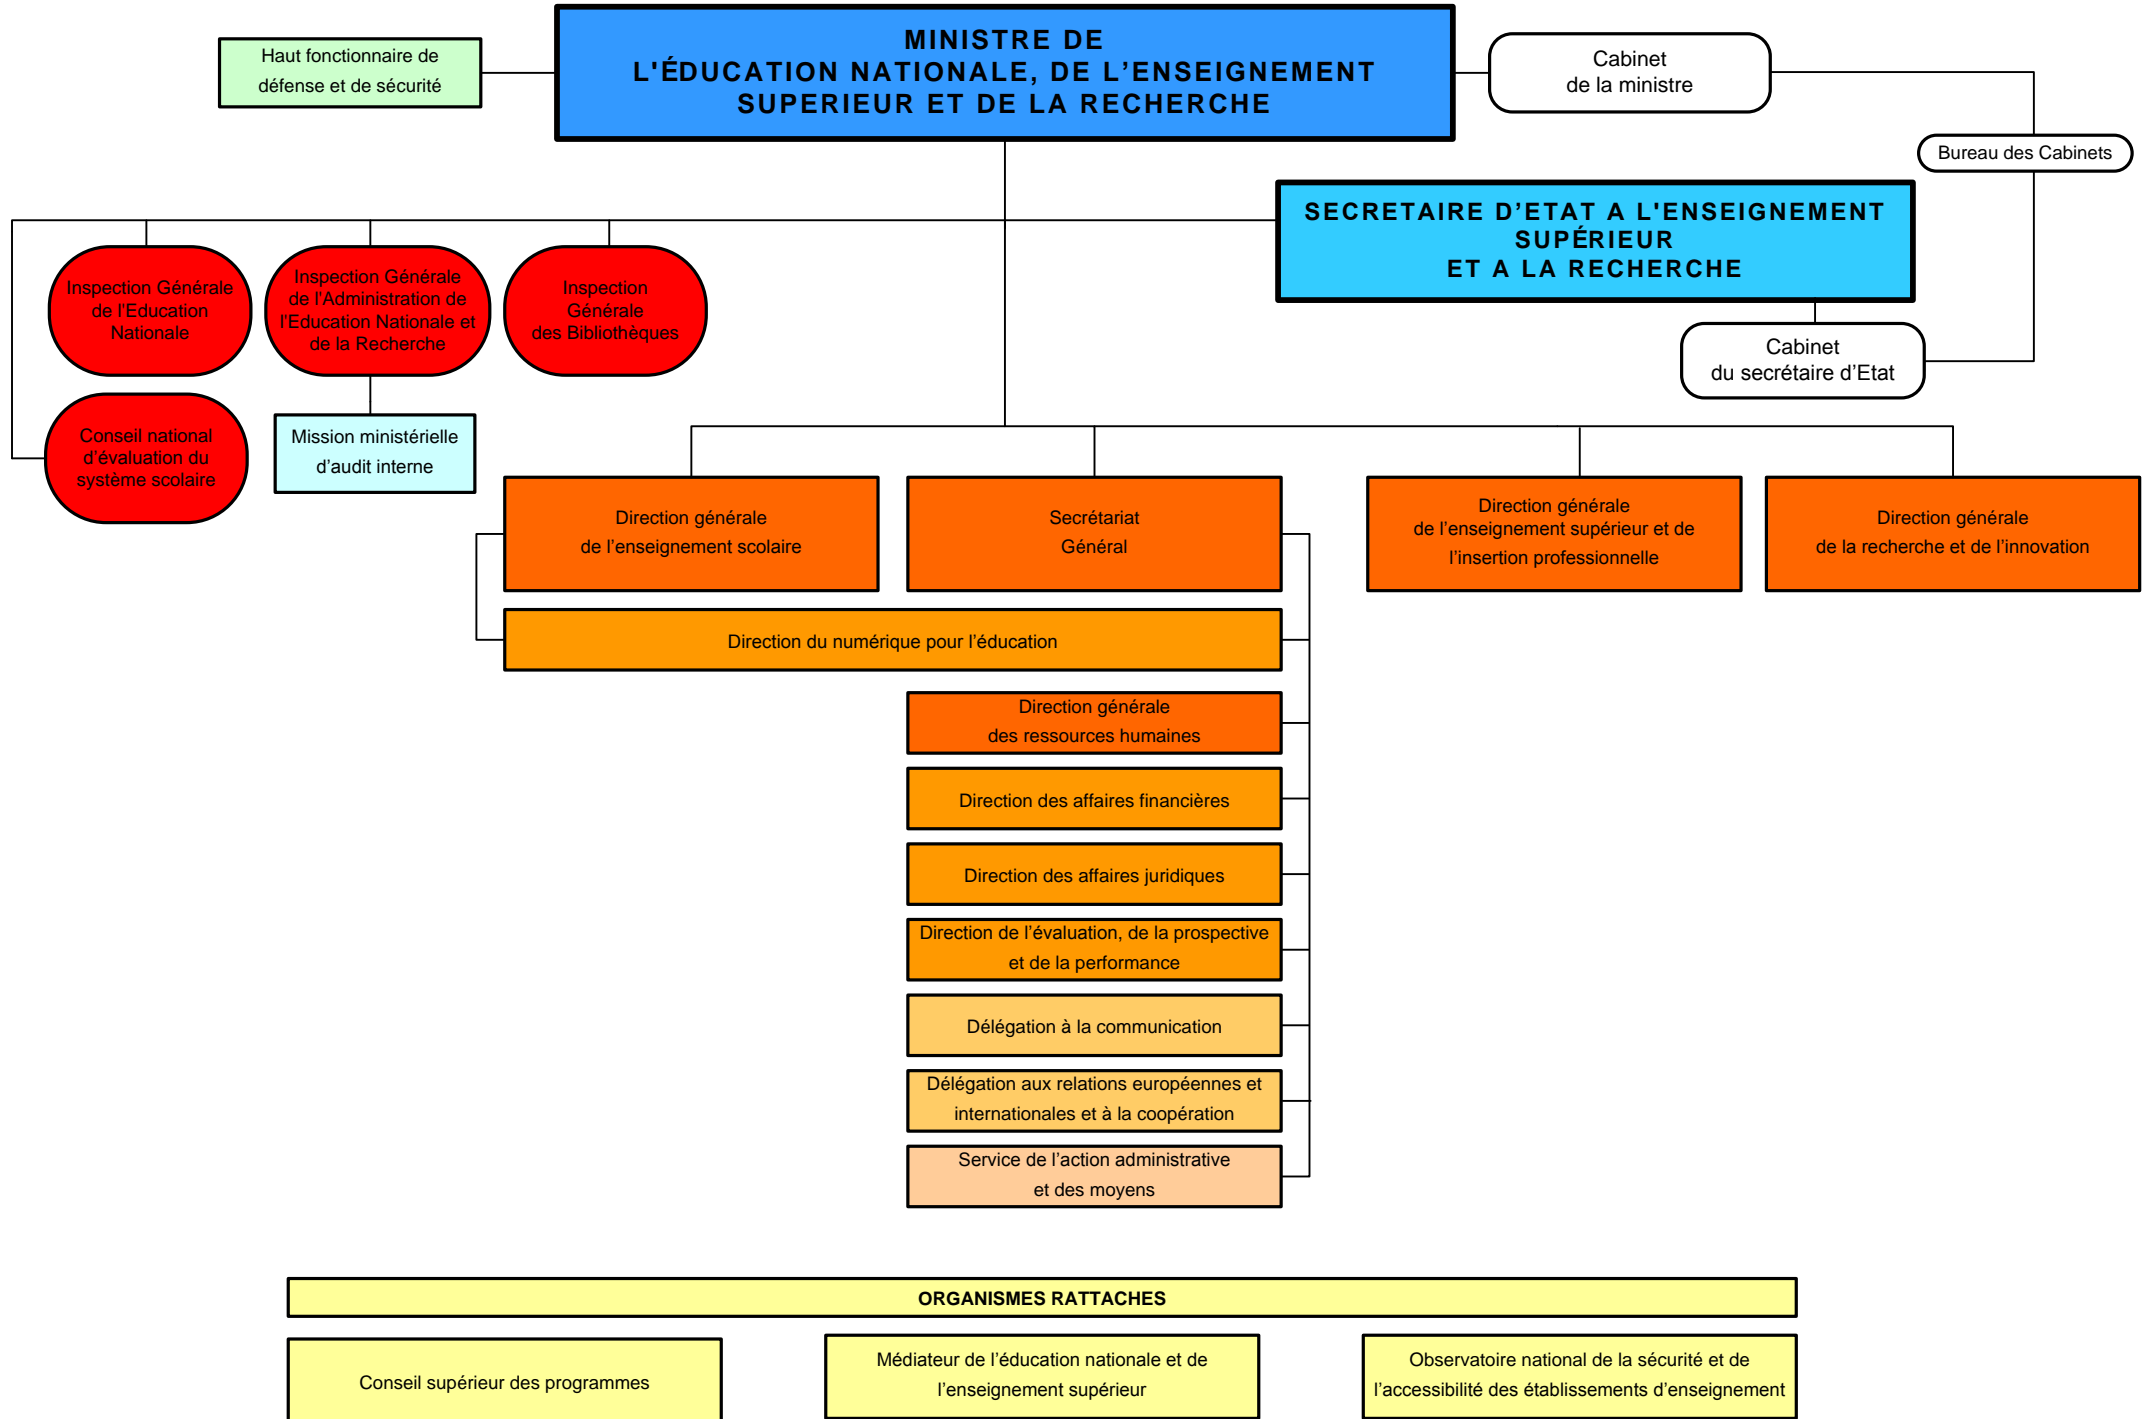 Haut fonctionnaire de
défense et de sécurité
MINISTRE DE
L'ÉDUCATION NATIONALE, DE L’ENSEIGNEMENT
SUPERIEUR ET DE LA RECHERCHE
Cabinet
de la ministre
Bureau des Cabinets
SECRETAIRE D’ETAT A L'ENSEIGNEMENT
SUPÉRIEUR
ET A LA RECHERCHE
Cabinet
du secrétaire d’Etat
Inspection Générale
de l'Education
Nationale
Inspection Générale
de l'Administration de
l'Education Nationale et
de la Recherche
Inspection
Générale
des Bibliothèques
Conseil national
d’évaluation du
système scolaire
Mission ministérielle
d’audit interne
Direction générale
de l’enseignement scolaire
Secrétariat
Général
Direction générale
de l’enseignement supérieur et de
l’insertion professionnelle
Direction générale
de la recherche et de l’innovation
Direction du numérique pour l’éducation
Direction générale
des ressources humaines
Direction des affaires financières
Direction des affaires juridiques
Direction de l’évaluation, de la prospective
et de la performance
Délégation à la communication
Délégation aux relations européennes et
internationales et à la coopération
Service de l’action administrative
et des moyens
ORGANISMES RATTACHES
Conseil supérieur des programmes
Médiateur de l’éducation nationale et de
l’enseignement supérieur
Observatoire national de la sécurité et de
l’accessibilité des établissements d’enseignement